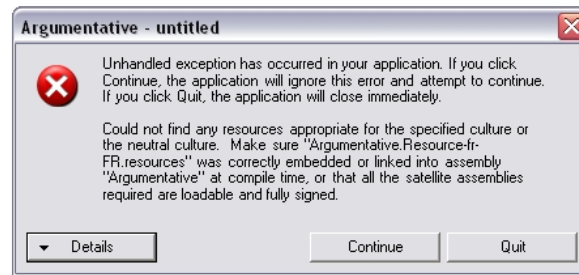 Argumentative - untitled
Unhandled exception has occurred in your application. If you click
Continue, the application will ignore this error and attempt to continue.
If you click Quit, the application will close immediately.
Could not find any resources appropriate for the specified culture or
the neutral culture. Make sure "Argumentative.Resource-fr-
FR.resources" was correctly embedded or linked into assembly
"Argumentative" at compile time, or that all the satellite assemblies
required are loadable and fully signed.
Details
Continue
Quit